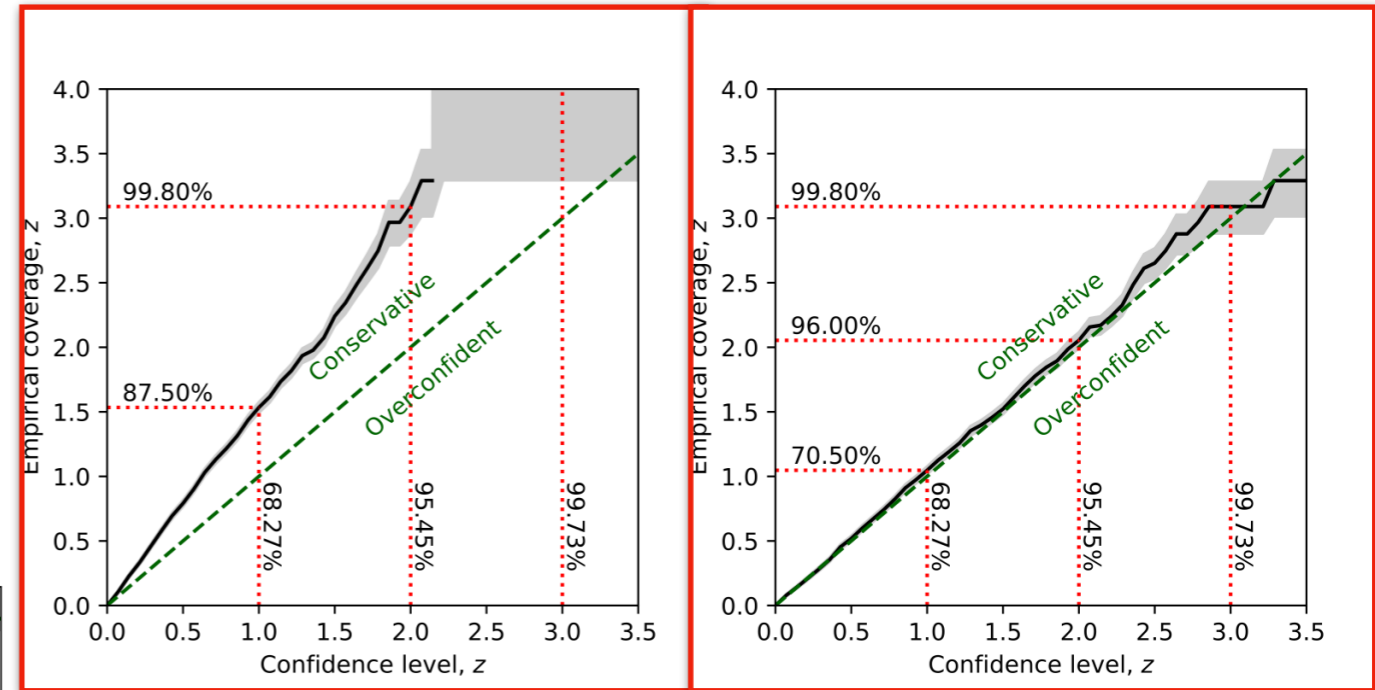 4.0
3.5
3.0
2.5
2.0
1.5
1.0
0.5
0.0
Empirical coverage, z
99.80%
87.50%
Conservative
Overconfident
68.27%
95.45%
99.73%
0.0 0.5 1.0 1.5 2.0 2.5 3.0 3.5
Confidence level, z
4.0
3.5
3.0
2.5
2.0
1.5
1.0
0.5
0.0
Empirical coverage, z
99.80%
96.00%
70.50%
Conservative
Overconfident
68.27%
95.45%
99.73%
0.0 0.5 1.0 1.5 2.0 2.5 3.0 3.5
Confidence level, z